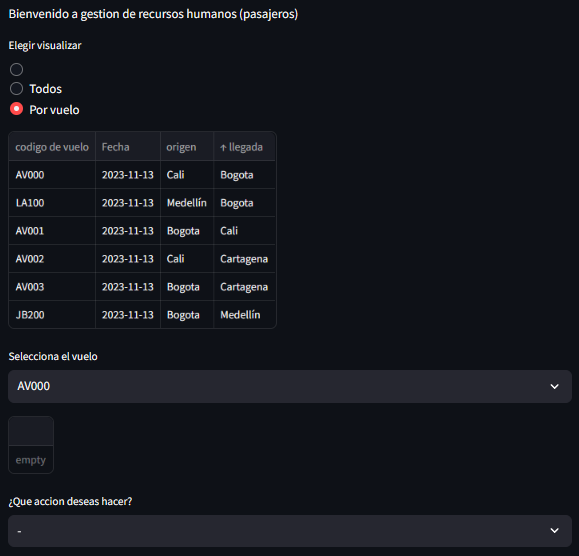 Bienvenido a gestion de recursos humanos (pasajeros)
Elegir visualizar
Todos
Por vuelo
codigo de vuelo Fecha origen ↑ llegada
AV000 2023-11-13 Cali Bogota
LA100 2023-11-13 Medellín Bogota
AV001 2023-11-13 Bogota Cali
AV002 2023-11-13 Cali Cartagena
AV003 2023-11-13 Bogota Cartagena
JB200 2023-11-13 Bogota Medellín
Selecciona el vuelo
AV000
empty
¿Que accion deseas hacer?
-